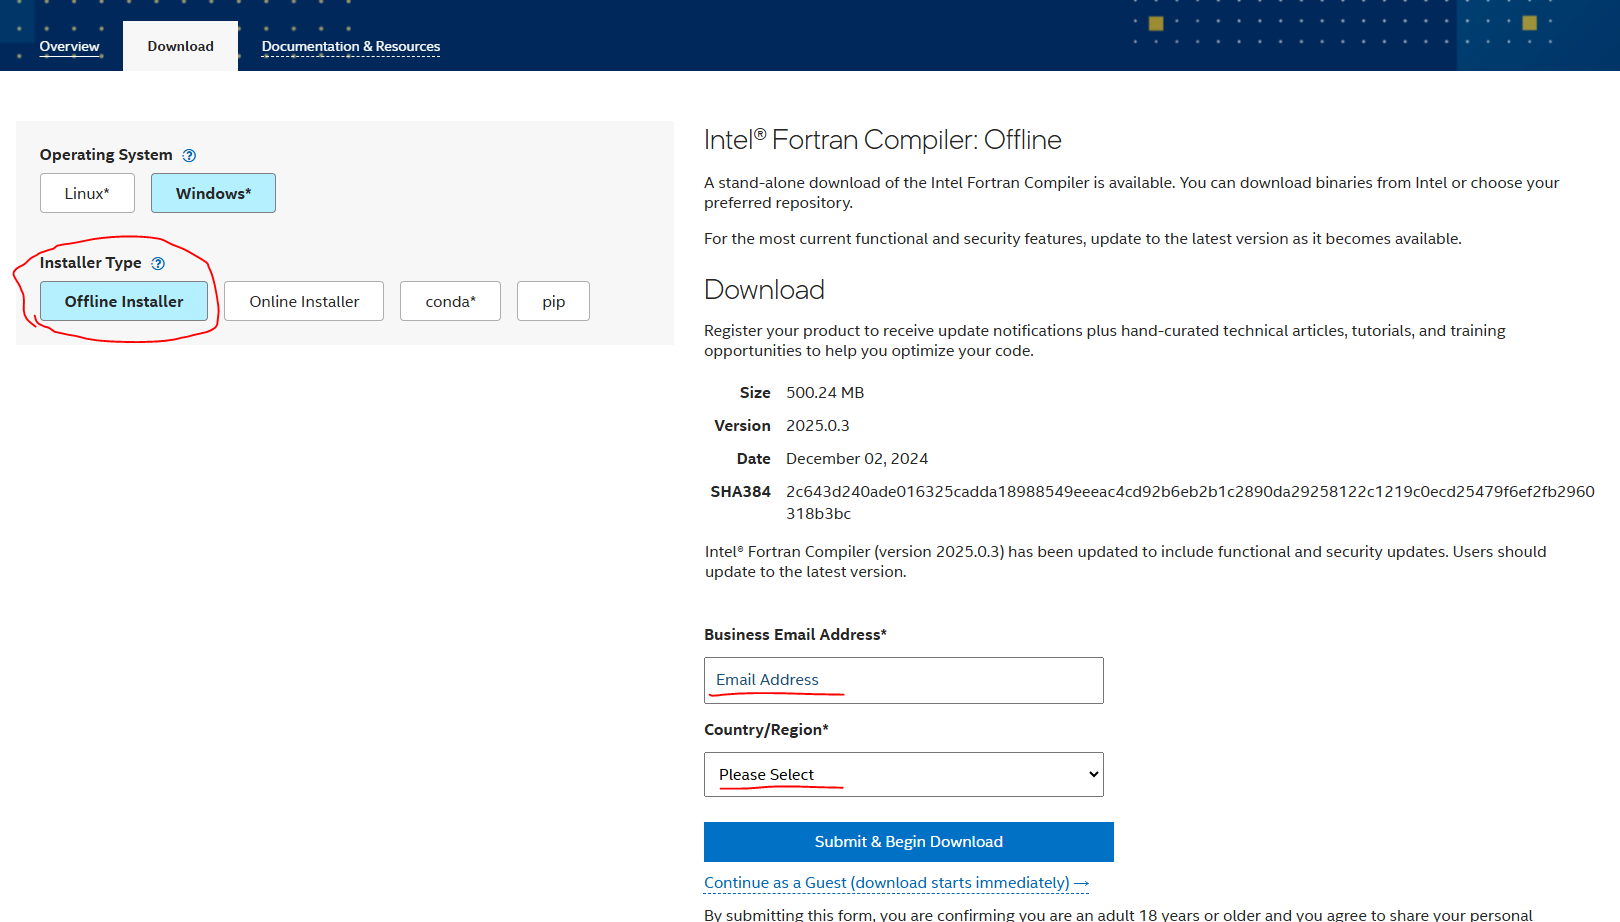 Overview
Download
Documentation & Resources
Operating System ?
Linux*
Windows*
Installer Type ?
Offline Installer
Online Installer
conda*
pip
Intel® Fortran Compiler: Offline
A stand-alone download of the Intel Fortran Compiler is available. You can download binaries from Intel or choose your
preferred repository.
For the most current functional and security features, update to the latest version as it becomes available.
Download
Register your product to receive update notifications plus hand-curated technical articles, tutorials, and training
opportunities to help you optimize your code.
Size 500.24 MB
Version 2025.0.3
Date December 02, 2024
SHA384 2c643d240ade016325cadda18988549eeeac4cd92b6eb2b1c2890da29258122c1219c0ecd25479f6ef2fb2960
318b3bc
Intel® Fortran Compiler (version 2025.0.3) has been updated to include functional and security updates. Users should
update to the latest version.
Business Email Address*
Email Address
Country/Region*
Please Select
Submit & Begin Download
Continue as a Guest (download starts immediately) →
By submitting this form, you are confirming you are an adult 18 years or older and you agree to share your personal